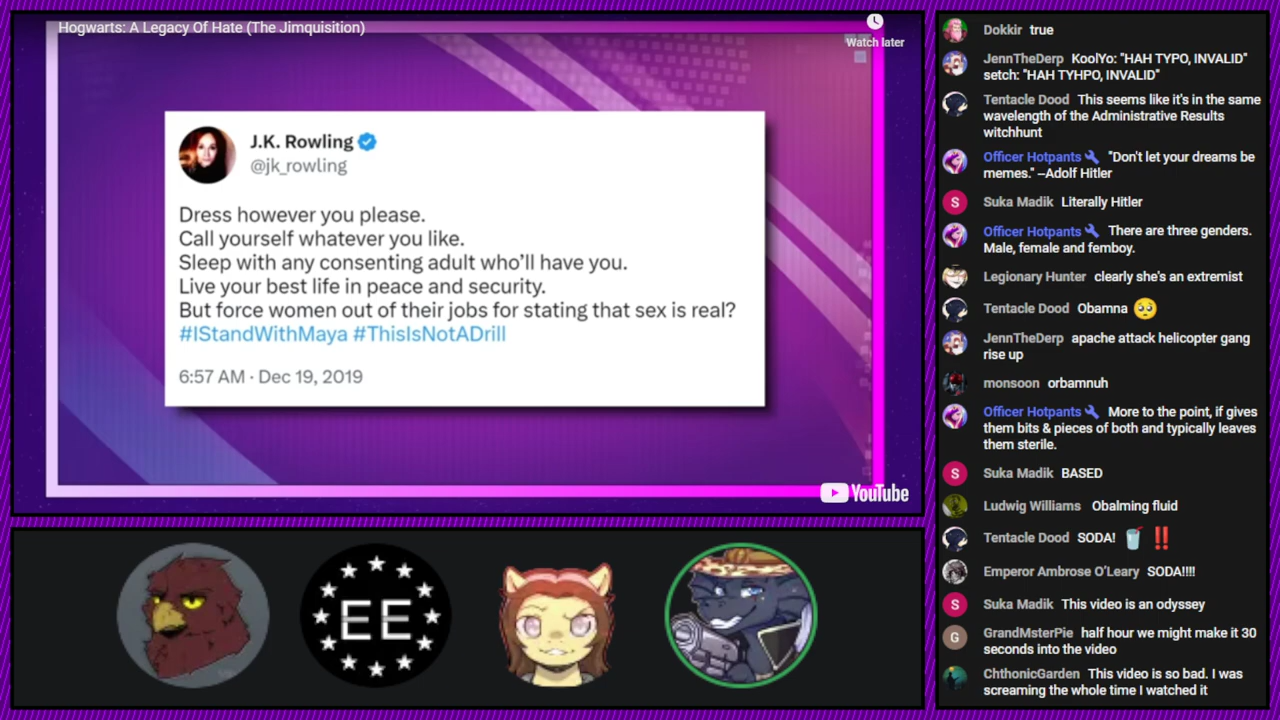 Hogwarts: A Legacy Of Hate (The Jimquisition)
Watch later
J.K. Rowling
@jk_rowling
Dress however you please.
Call yourself whatever you like.
Sleep with any consenting adult who'll have you.
Live your best life in peace and security.
But force women out of their jobs for stating that sex is real?
#IStandWithMaya #ThisIsNotADrill
6:57 AM · Dec 19, 2019
YouTube
EE
Dokkir true
JennTheDerp KoolYo: "HAH TYPO, INVALID"
setch: "HAH TYHPO, INVALID"
Tentacle Dood This seems like it's in the same
wavelength of the Administrative Results
witchhunt
Officer Hotpants "Don't let your dreams be
memes." --Adolf Hitler
S
Suka Madik Literally Hitler
Officer Hotpants There are three genders.
Male, female and femboy.
Legionary Hunter clearly she's an extremist
Tentacle Dood Obamna 🥺
JennTheDerp apache attack helicopter gang
rise up
monsoon orbamnuh
Officer Hotpants More to the point, if gives
them bits & pieces of both and typically leaves
them sterile.
S
Suka Madik BASED
Ludwig Williams Obalming fluid
Tentacle Dood SODA! 🥤 ‼️
Emperor Ambrose O'Leary SODA!!!!
S
Suka Madik This video is an odyssey
G
GrandMsterPie half hour we might make it 30
seconds into the video
ChthonicGarden This video is so bad. I was
screaming the whole time I watched it